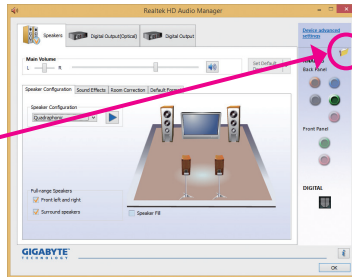 Realtek HD Audio Manager
Speakers
Digital Output(Optical)
Digital Output
Device advanced
settings
Main Volume
L
R
Set Default
Back Panel
Speaker Configuration
Sound Effects
Room Correction
Default Format
Speaker Configuration
Quadraphonic
Front Panel
DIGITAL
Full-range Speakers
Front left and right
Surround speakers
Speaker Fill
GIGABYTE
TECHNOLOGY
OK